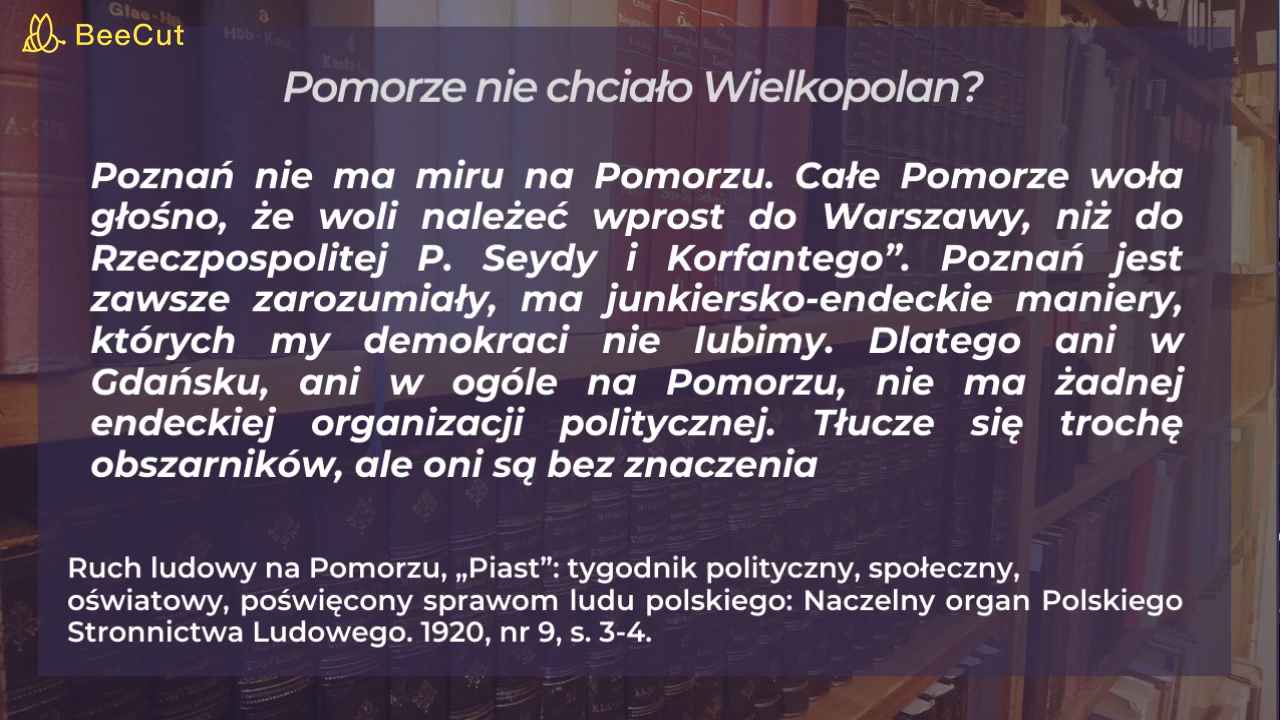 BeeCut
Pomorze nie chciało Wielkopolan?
Poznań nie ma miru na Pomorzu. Całe Pomorze woła
głośno, że woli należeć wprost do Warszawy, niż do
Rzeczpospolitej P. Seydy i Korfantego”. Poznań jest
zawsze zarozumiały, ma junkiersko-endeckie maniery,
których my demokraci nie lubimy. Dlatego ani w
Gdańsku, ani w ogóle na Pomorzu, nie ma żadnej
endeckiej organizacji politycznej. Tłucze się trochę
obszarników, ale oni są bez znaczenia
Ruch ludowy na Pomorzu, „Piast”: tygodnik polityczny, społeczny,
oświatowy, poświęcony sprawom ludu polskiego: Naczelny organ Polskiego
Stronnictwa Ludowego. 1920, nr 9, s. 3-4.